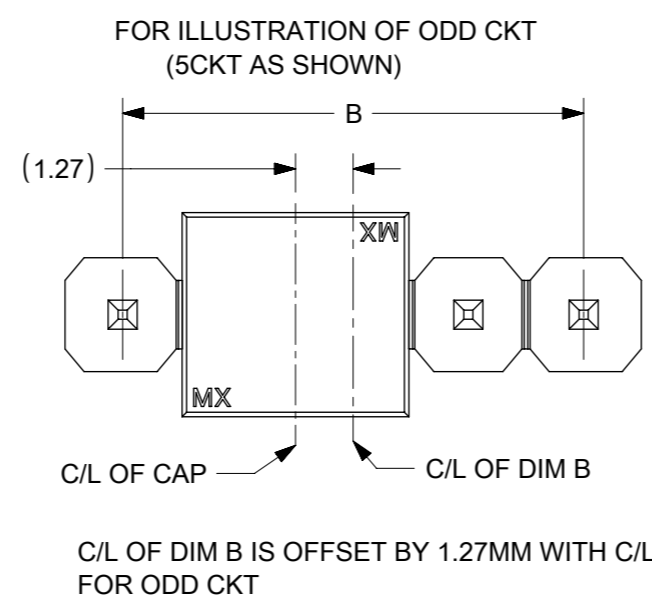 FOR ILLUSTRATION OF ODD CKT
(5CKT AS SHOWN)
B
(1.27)
MX
MX
C/L OF CAP
C/L OF DIM B
C/L OF DIM B IS OFFSET BY 1.27MM WITH C/L
FOR ODD CKT